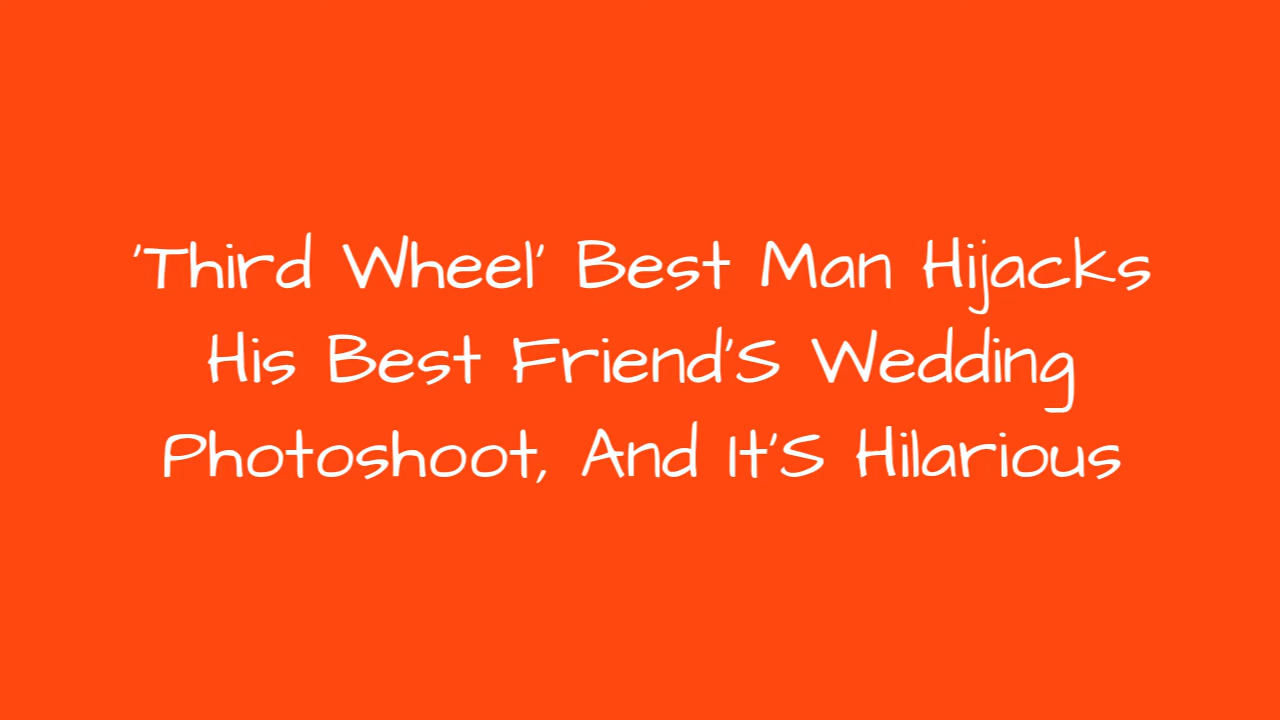 'Third Wheel' Best Man Hijacks
His Best Friend'S Wedding
Photoshoot, And It'S Hilarious